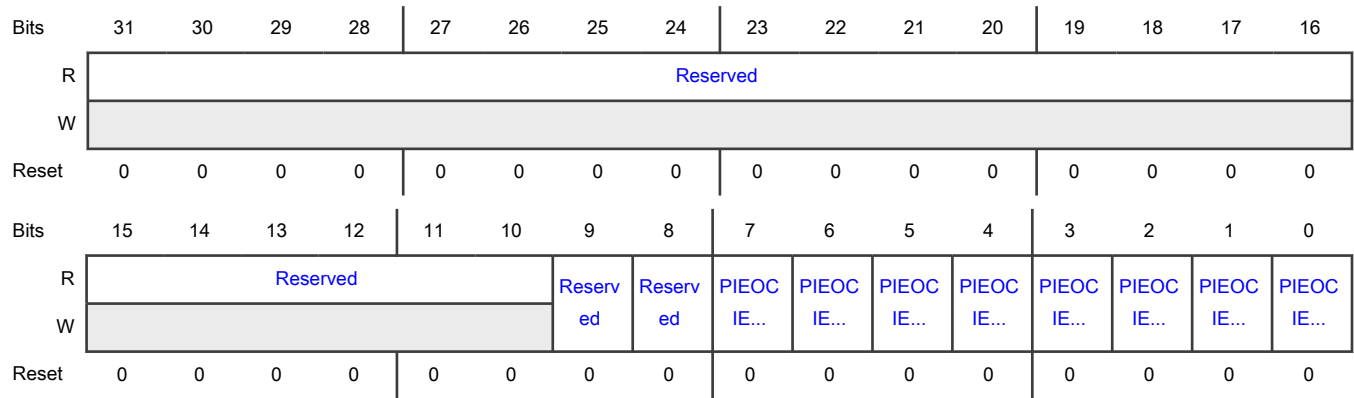 Bits 31 30 29 28 27 26 25 24 23 22 21 20 19 18 17 16
R Reserved
W
Reset 0 0 0 0 0 0 0 0 0 0 0 0 0 0 0 0
Bits 15 14 13 12 11 10 9 8 7 6 5 4 3 2 1 0
R Reserved Reserv Reserv PIEOC PIEOC PIEOC PIEOC PIEOC PIEOC PIEOC PIEOC
W ed ed IE... IE... IE... IE... IE... IE... IE... IE...
Reset 0 0 0 0 0 0 0 0 0 0 0 0 0 0 0 0